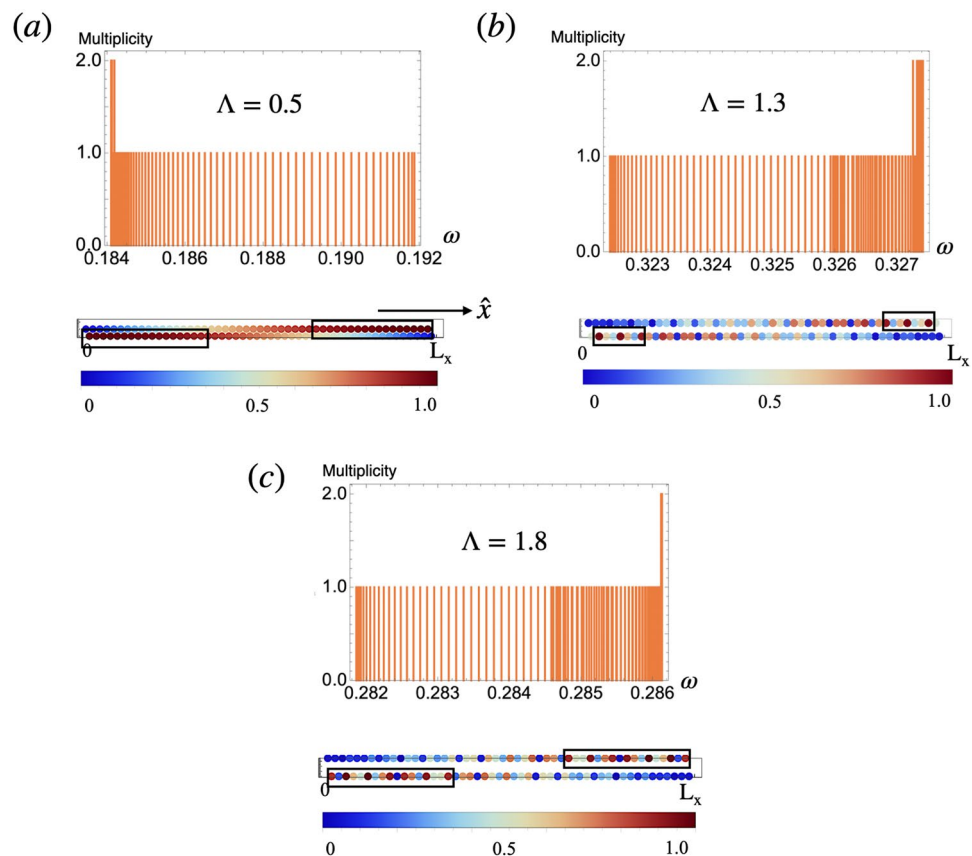 (a)
Multiplicity
2.0
Λ = 0.5
1.0
0.0
0.184 0.186 0.188 0.190 0.192 ω
x̂
0 Lₓ
0 0.5 1.0
(b)
Multiplicity
2.0
Λ = 1.3
1.0
0.0
0.323 0.324 0.325 0.326 0.327 ω
0 Lₓ
0 0.5 1.0
(c)
Multiplicity
2.0
Λ = 1.8
1.0
0.0
0.282 0.283 0.284 0.285 0.286 ω
0 Lₓ
0 0.5 1.0